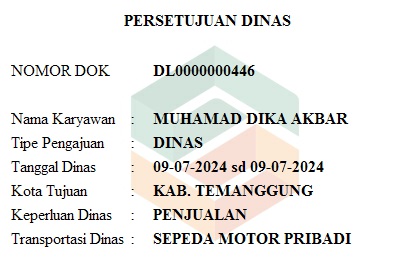 PERSETUJUAN DINAS
NOMOR DOK DL0000000446
Nama Karyawan : MUHAMAD DIKA AKBAR
Tipe Pengajuan : DINAS
Tanggal Dinas : 09-07-2024 sd 09-07-2024
Kota Tujuan : KAB. TEMANGGUNG
Keperluan Dinas : PENJUALAN
Transportasi Dinas : SEPEDA MOTOR PRIBADI